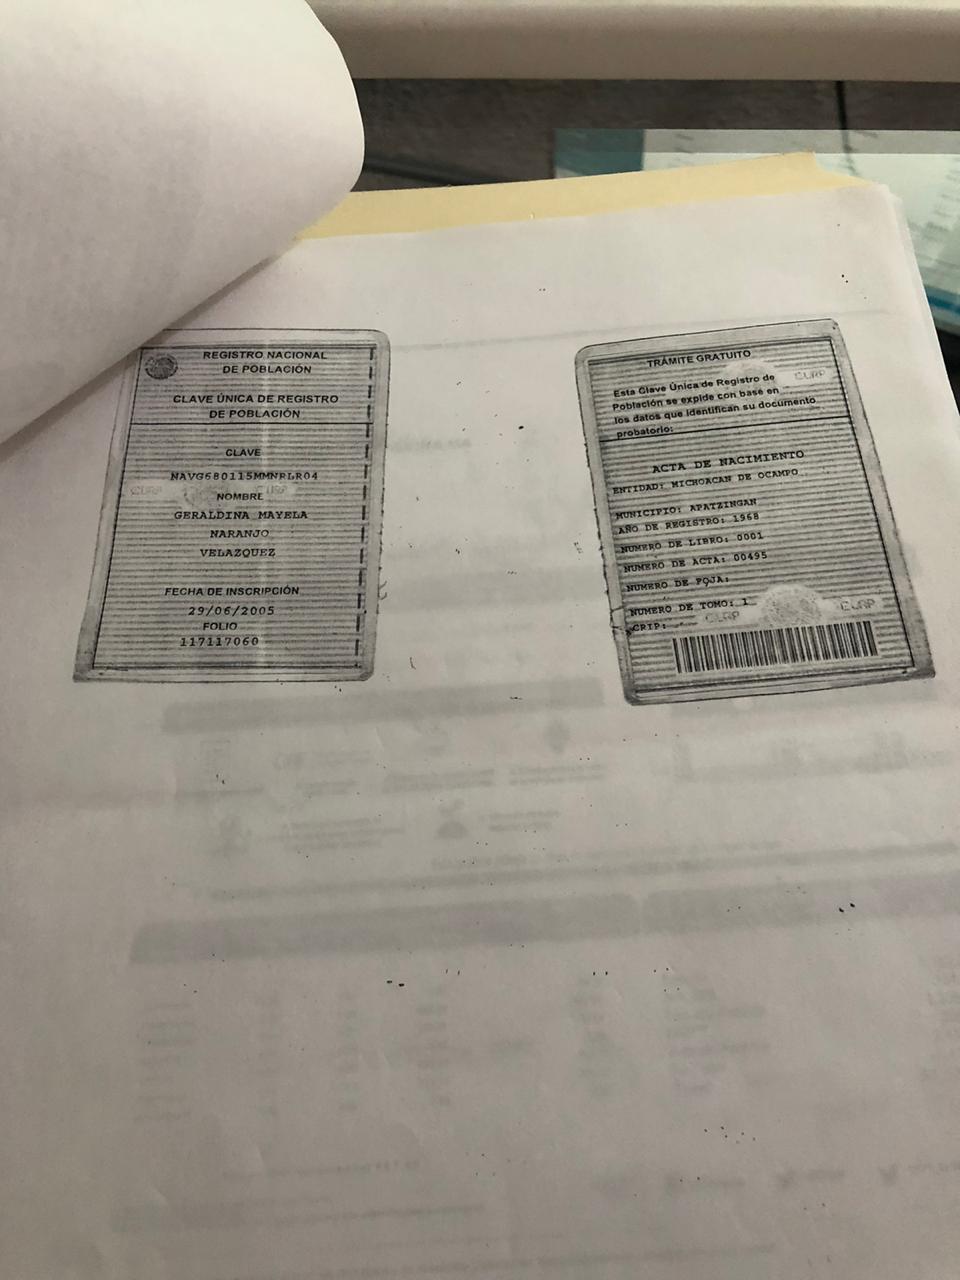 REGISTRO NACIONAL
DE POBLACIÓN
CLAVE ÚNICA DE REGISTRO
DE POBLACIÓN
CLAVE
NAVG680115MMNRLR04
CURP CURP
NOMBRE
GERALDINA MAYELA
NARANJO
VELAZQUEZ
FECHA DE INSCRIPCIÓN
29/06/2005
FOLIO
117117060
TRÁMITE GRATUITO
CURP
Esta Clave Única de Registro de
Población se expide con base en
los datos que identifican su documento
probatorio:
ACTA DE NACIMIENTO
ENTIDAD: MICHOACAN DE OCAMPO
MUNICIPIO: APATZINGAN
AÑO DE REGISTRO: 1968
NUMERO DE LIBRO: 0001
NUMERO DE ACTA: 00495
NUMERO DE FOJA:
NUMERO DE TOMO: 1
CRIP:
CURP CURP